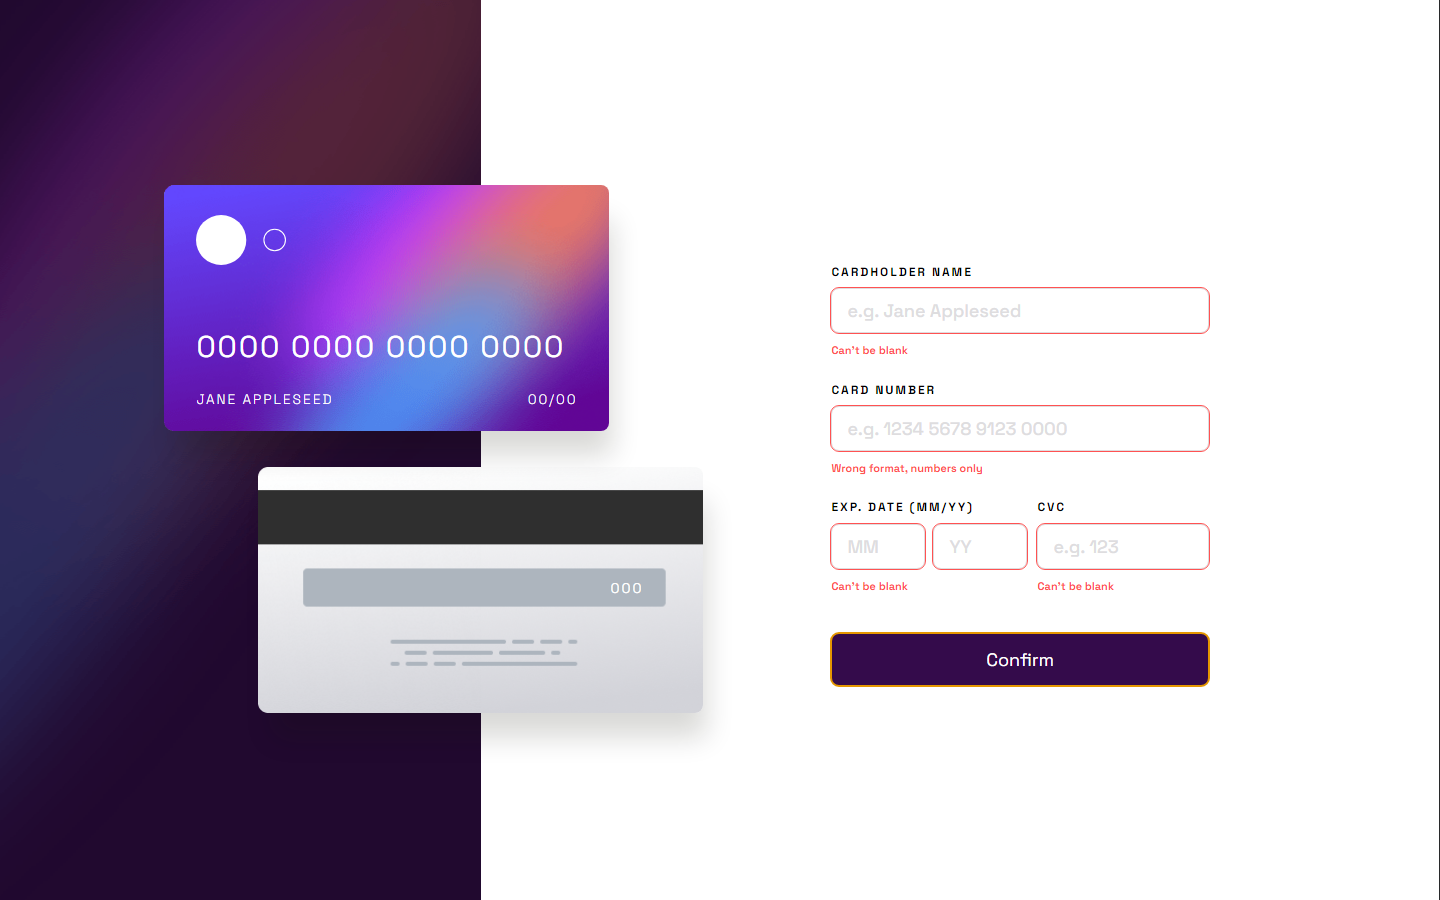 0000 0000 0000 0000
JANE APPLESEED 00/00
000
CARDHOLDER NAME
e.g. Jane Appleseed
Can't be blank
CARD NUMBER
e.g. 1234 5678 9123 0000
Wrong format, numbers only
EXP. DATE (MM/YY) CVC
MM YY e.g. 123
Can't be blank Can't be blank
Confirm